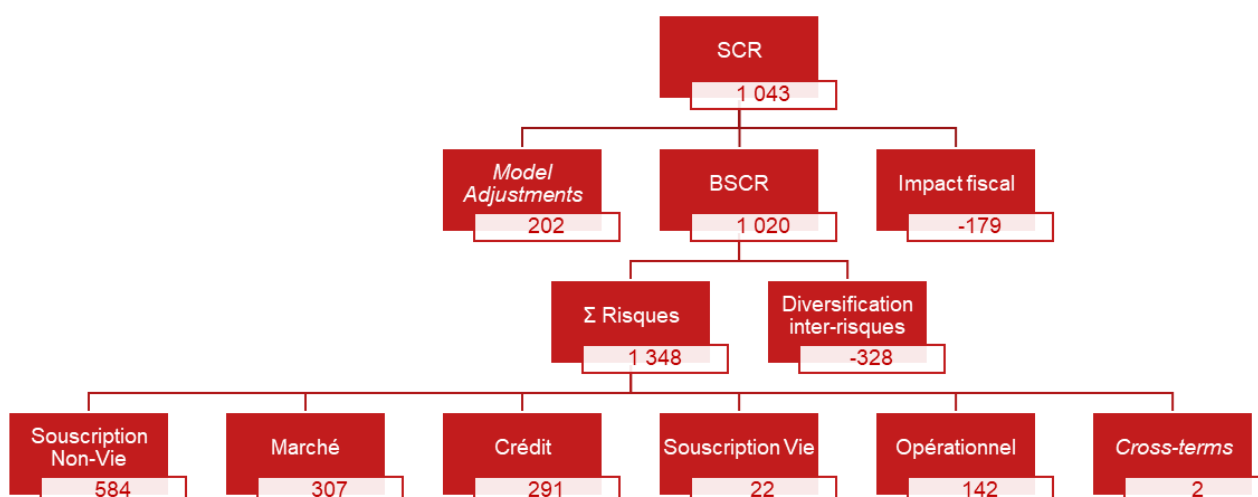 SCR
1 043
Model
Adjustments
202
BSCR
1 020
Impact fiscal
-179
Σ Risques
1 348
Diversification
inter-risques
-328
Souscription
Non-Vie
584
Marché
307
Crédit
291
Souscription Vie
22
Opérationnel
142
Cross-terms
2